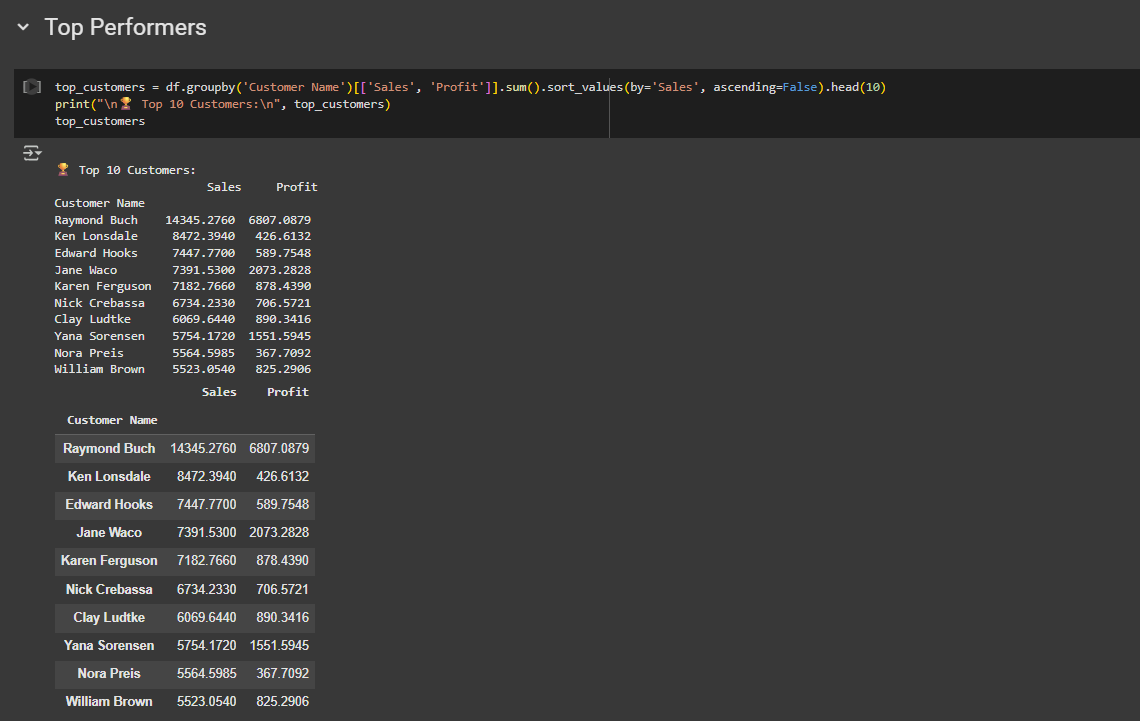 Top Performers
top_customers = df.groupby('Customer Name')[['Sales', 'Profit']].sum().sort_values(by='Sales', ascending=False).head(10)
print("\n🏆 Top 10 Customers:\n", top_customers)
top_customers
🏆 Top 10 Customers:
Sales Profit
Customer Name
Raymond Buch 14345.2760 6807.0879
Ken Lonsdale 8472.3940 426.6132
Edward Hooks 7447.7700 589.7548
Jane Waco 7391.5300 2073.2828
Karen Ferguson 7182.7660 878.4390
Nick Crebassa 6734.2330 706.5721
Clay Ludtke 6069.6440 890.3416
Yana Sorensen 5754.1720 1551.5945
Nora Preis 5564.5985 367.7092
William Brown 5523.0540 825.2906
Sales Profit
Customer Name
Raymond Buch 14345.2760 6807.0879
Ken Lonsdale 8472.3940 426.6132
Edward Hooks 7447.7700 589.7548
Jane Waco 7391.5300 2073.2828
Karen Ferguson 7182.7660 878.4390
Nick Crebassa 6734.2330 706.5721
Clay Ludtke 6069.6440 890.3416
Yana Sorensen 5754.1720 1551.5945
Nora Preis 5564.5985 367.7092
William Brown 5523.0540 825.2906